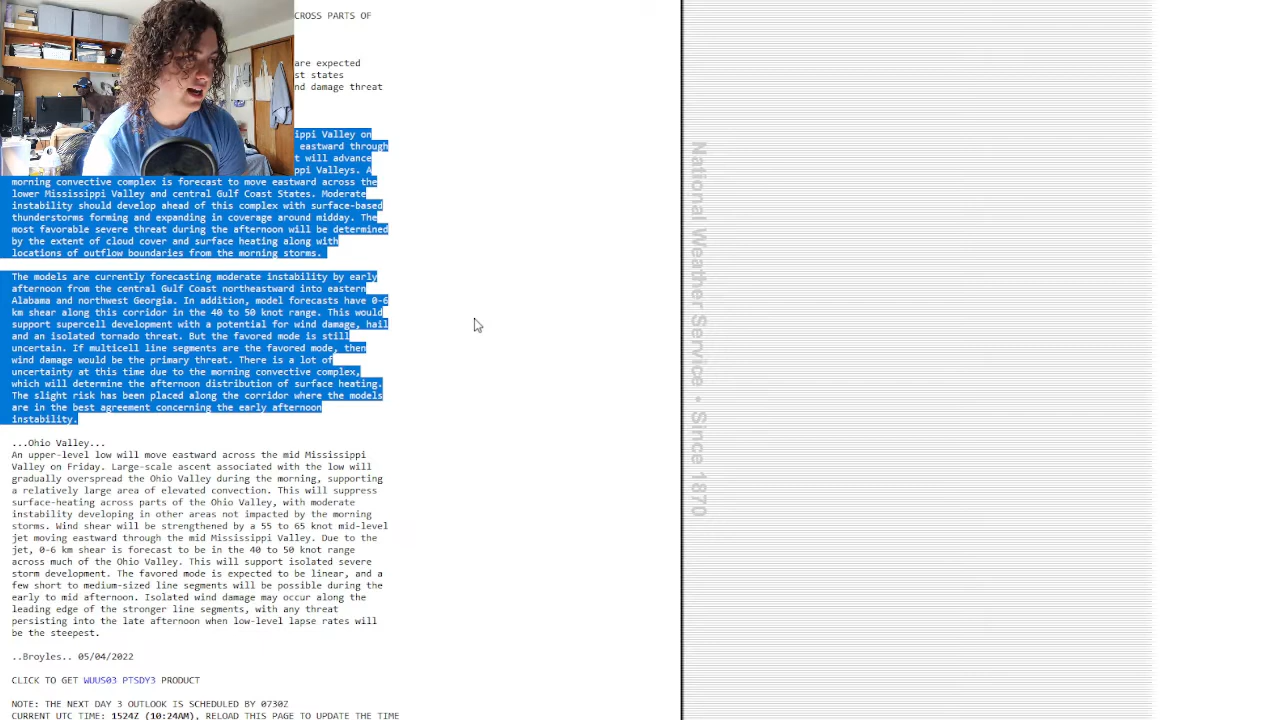 CROSS PARTS OF
are expected
st states
nd damage threat
ippi Valley on
eastward through
t will advance
ppi Valleys. A
morning convective complex is forecast to move eastward across the
lower Mississippi Valley and central Gulf Coast States. Moderate
instability should develop ahead of this complex with surface-based
thunderstorms forming and expanding in coverage around midday. The
most favorable severe threat during the afternoon will be determined
by the extent of cloud cover and surface heating along with
locations of outflow boundaries from the morning storms.
The models are currently forecasting moderate instability by early
afternoon from the central Gulf Coast northeastward into eastern
Alabama and northwest Georgia. In addition, model forecasts have 0-6
km shear along this corridor in the 40 to 50 knot range. This would
support supercell development with a potential for wind damage, hail
and an isolated tornado threat. But the favored mode is still
uncertain. If multicell line segments are the favored mode, then
wind damage would be the primary threat. There is a lot of
uncertainty at this time due to the morning convective complex,
which will determine the afternoon distribution of surface heating.
The slight risk has been placed along the corridor where the models
are in the best agreement concerning the early afternoon
instability.
...Ohio Valley...
An upper-level low will move eastward across the mid Mississippi
Valley on Friday. Large-scale ascent associated with the low will
gradually overspread the Ohio Valley during the morning, supporting
a relatively large area of elevated convection. This will suppress
surface-heating across parts of the Ohio Valley, with moderate
instability developing in other areas not impacted by the morning
storms. Wind shear will be strengthened by a 55 to 65 knot mid-level
jet moving eastward through the mid Mississippi Valley. Due to the
jet, 0-6 km shear is forecast to be in the 40 to 50 knot range
across much of the Ohio Valley. This will support isolated severe
storm development. The favored mode is expected to be linear, and a
few short to medium-sized line segments will be possible during the
early to mid afternoon. Isolated wind damage may occur along the
leading edge of the stronger line segments, with any threat
persisting into the late afternoon when low-level lapse rates will
be the steepest.
..Broyles.. 05/04/2022
CLICK TO GET WUUS03 PTSDY3 PRODUCT
NOTE: THE NEXT DAY 3 OUTLOOK IS SCHEDULED BY 0730Z
CURRENT UTC TIME: 1524Z (10:24AM), RELOAD THIS PAGE TO UPDATE THE TIME
National Weather Service • Since 1870